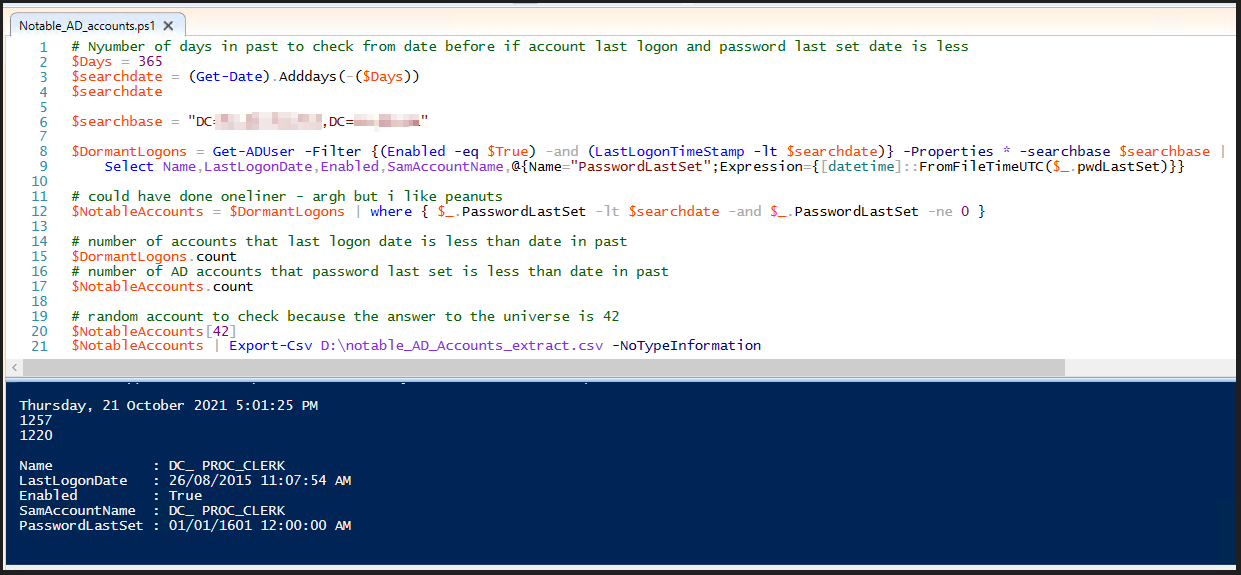 Notable_AD_accounts.ps1 X
1 # Nyumber of days in past to check from date before if account last logon and password last set date is less
2 $Days = 365
3 $searchdate = (Get-Date).Adddays(-($Days))
4 $searchdate
5
6 $searchbase = "DC= ,DC= "
7
8 $DormantLogons = Get-ADUser -Filter {(Enabled -eq $True) -and (LastLogonTimeStamp -lt $searchdate)} -Properties * -searchbase $searchbase |
9 Select Name,LastLogonDate,Enabled,SamAccountName,@{Name="PasswordLastSet";Expression={[datetime]::FromFileTimeUTC($_.pwdLastSet)}}
10
11 # could have done oneliner - argh but i like peanuts
12 $NotableAccounts = $DormantLogons | where { $_.PasswordLastSet -lt $searchdate -and $_.PasswordLastSet -ne 0 }
13
14 # number of accounts that last logon date is less than date in past
15 $DormantLogons.count
16 # number of AD accounts that password last set is less than date in past
17 $NotableAccounts.count
18
19 # random account to check because the answer to the universe is 42
20 $NotableAccounts[42]
21 $NotableAccounts | Export-Csv D:\notable_AD_Accounts_extract.csv -NoTypeInformation
Thursday, 21 October 2021 5:01:25 PM
1257
1220
Name : DC_ PROC_CLERK
LastLogonDate : 26/08/2015 11:07:54 AM
Enabled : True
SamAccountName : DC_ PROC_CLERK
PasswordLastSet : 01/01/1601 12:00:00 AM